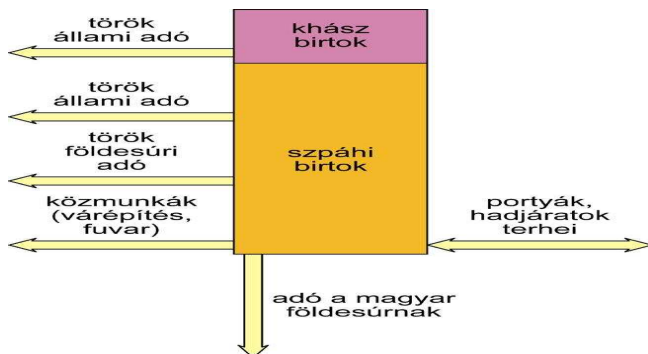 török
állami adó
khász
birtok
török
állami adó
török
földesúri
adó
szpáhi
birtok
közmunkák
(várépítés,
fuvar)
portyák,
hadjáratok
terhei
adó a magyar
földesúrnak